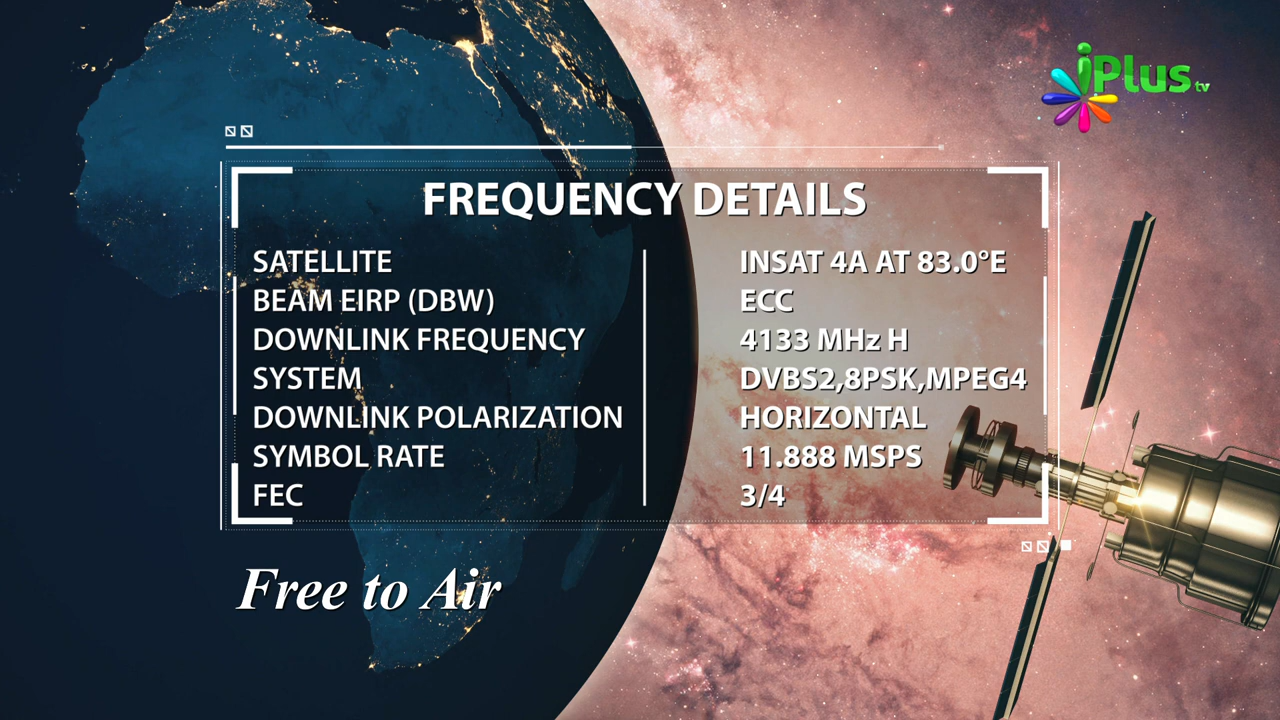 iPlus tv
FREQUENCY DETAILS
SATELLITE INSAT 4A AT 83.0°E
BEAM EIRP (DBW) ECC
DOWNLINK FREQUENCY 4133 MHz H
SYSTEM DVBS2,8PSK,MPEG4
DOWNLINK POLARIZATION HORIZONTAL
SYMBOL RATE 11.888 MSPS
FEC 3/4
Free to Air